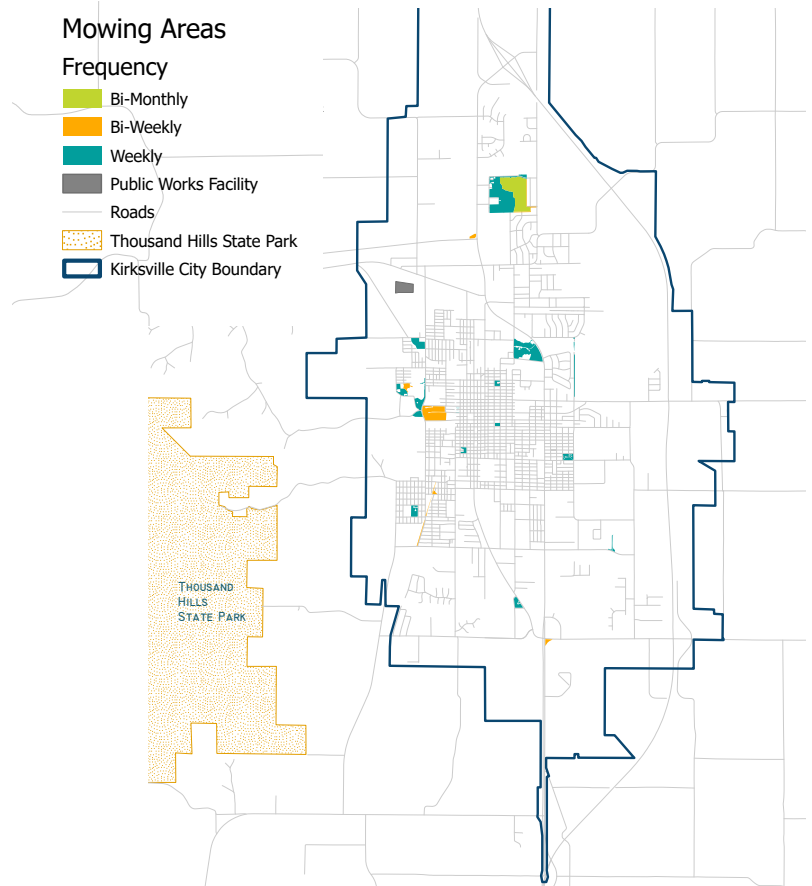 Mowing Areas
Frequency
Bi-Monthly
Bi-Weekly
Weekly
Public Works Facility
Roads
Thousand Hills State Park
Kirksville City Boundary
THOUSAND
HILLS
STATE PARK